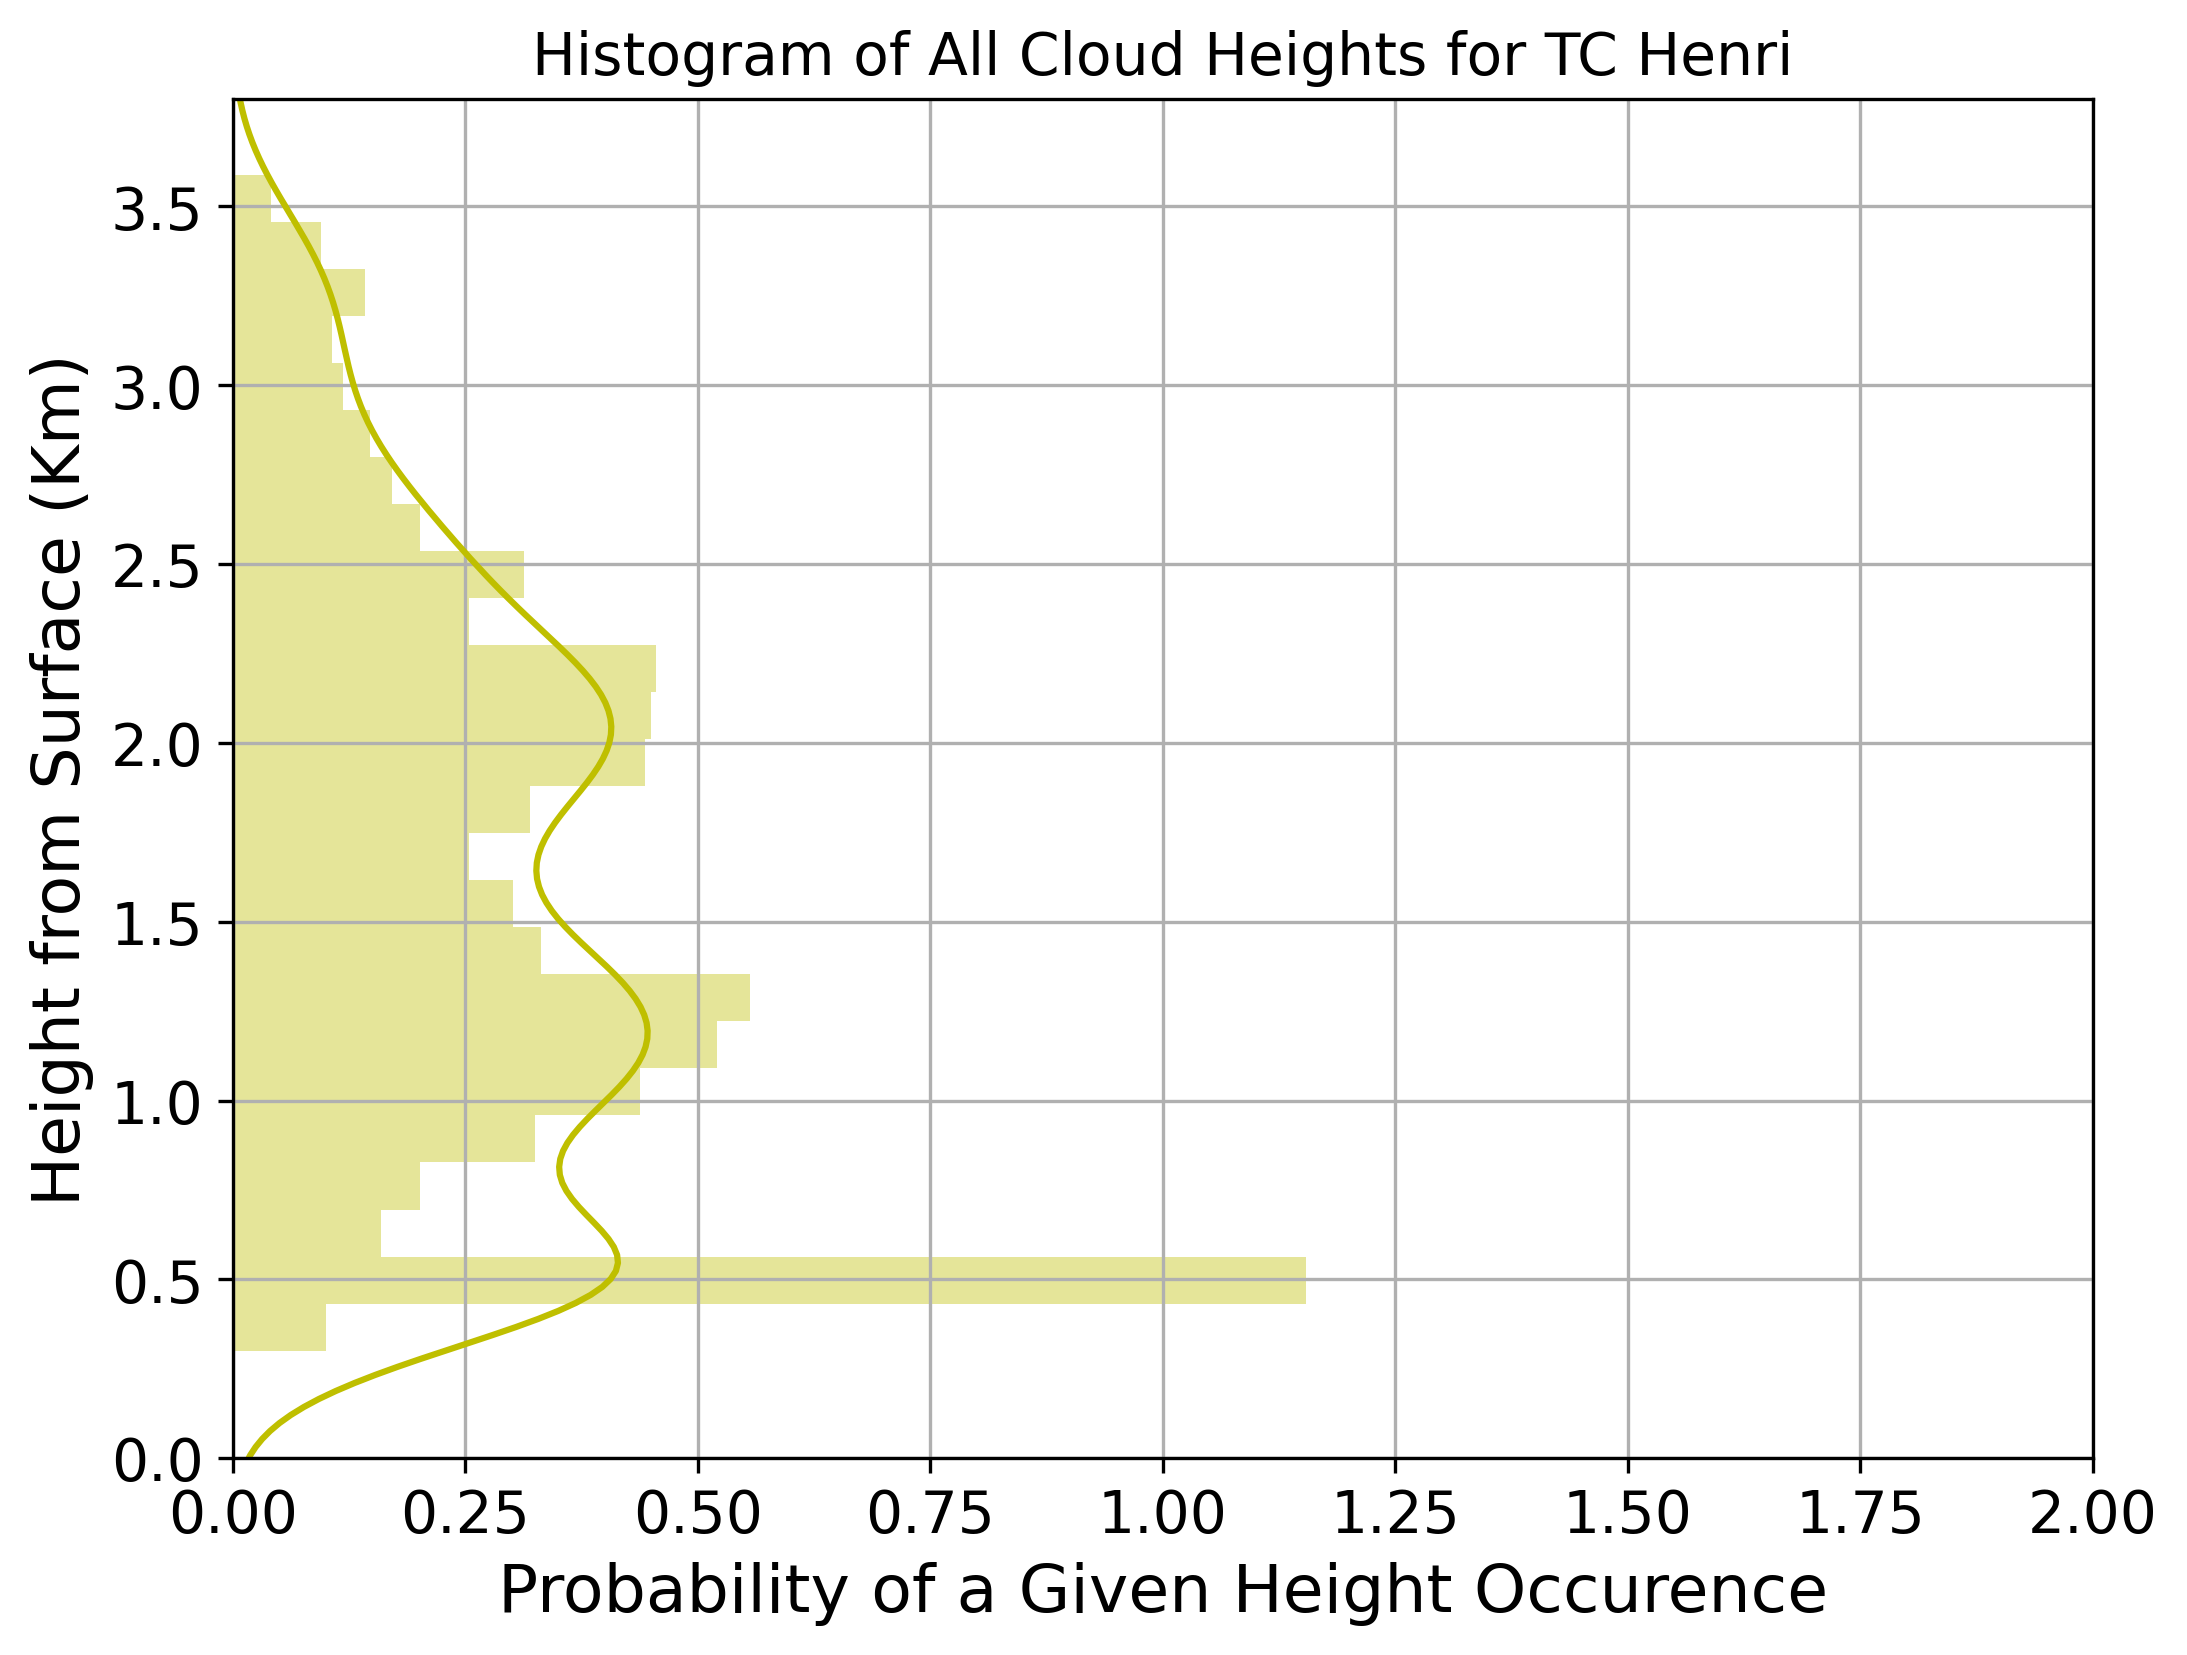 Histogram of All Cloud Heights for TC Henri
Height from Surface (Km)
3.5
3.0
2.5
2.0
1.5
1.0
0.5
0.0
0.00 0.25 0.50 0.75 1.00 1.25 1.50 1.75 2.00
Probability of a Given Height Occurence